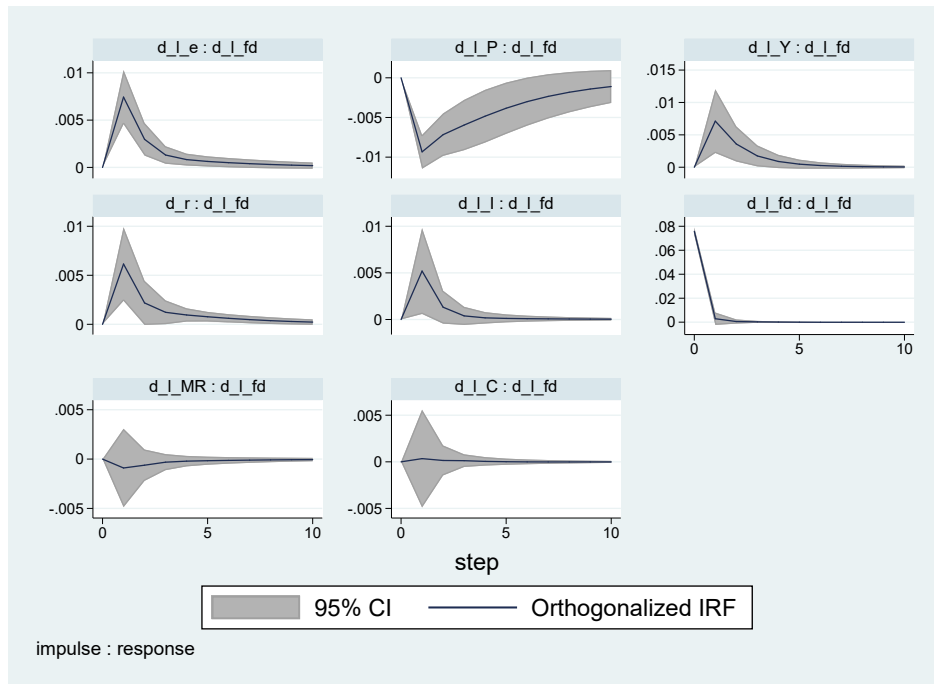 d_l_e : d_l_fd
d_l_P : d_l_fd
d_l_Y : d_l_fd
.01
.005
0
0
-.005
-.01
.015
.01
.005
0
d_r : d_l_fd
d_l_I : d_l_fd
d_l_fd : d_l_fd
.01
.005
0
.01
.005
0
.08
.06
.04
.02
0
0 5 10
d_l_MR : d_l_fd
d_l_C : d_l_fd
.005
0
-.005
0 5 10
.005
0
-.005
0 5 10
step
95% CI Orthogonalized IRF
impulse : response